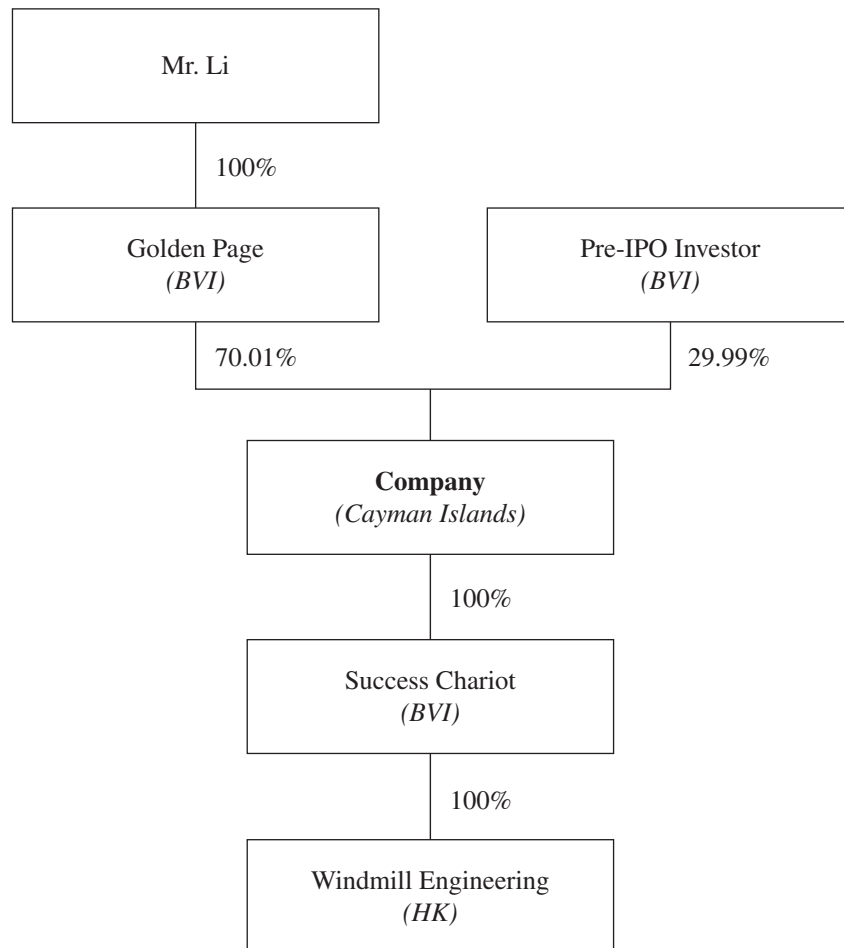 Mr. Li
100%
Golden Page
(BVI)
Pre-IPO Investor
(BVI)
70.01%
29.99%
Company
(Cayman Islands)
100%
Success Chariot
(BVI)
100%
Windmill Engineering
(HK)